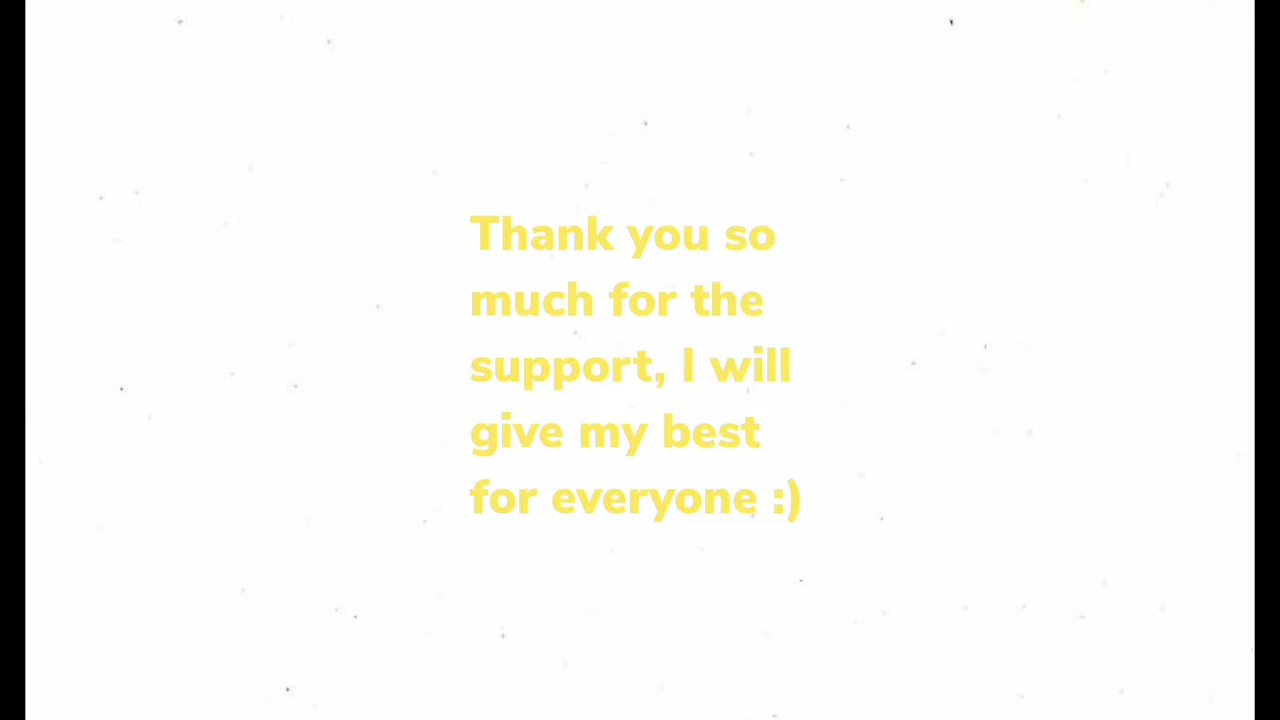 Thank you so
much for the
support, I will
give my best
for everyone :)